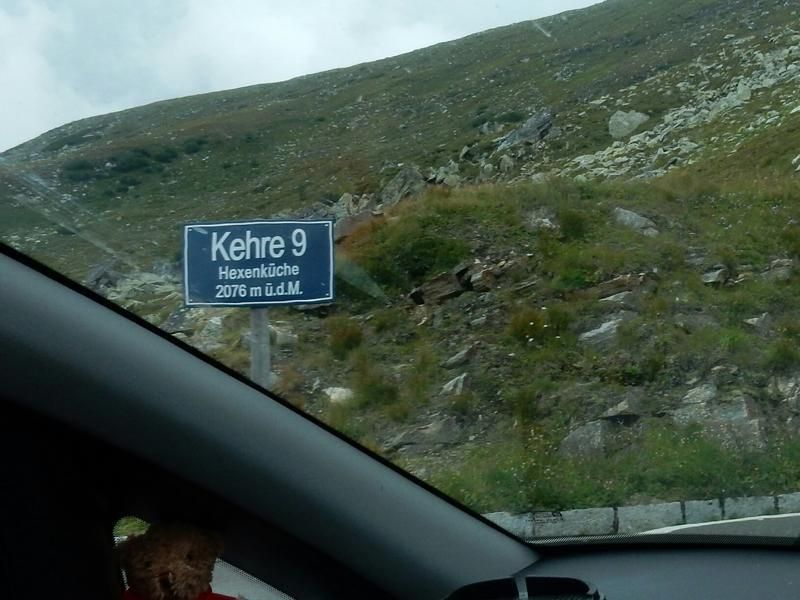 Kehre 9
Hexenküche
2076 m ü.d.M.